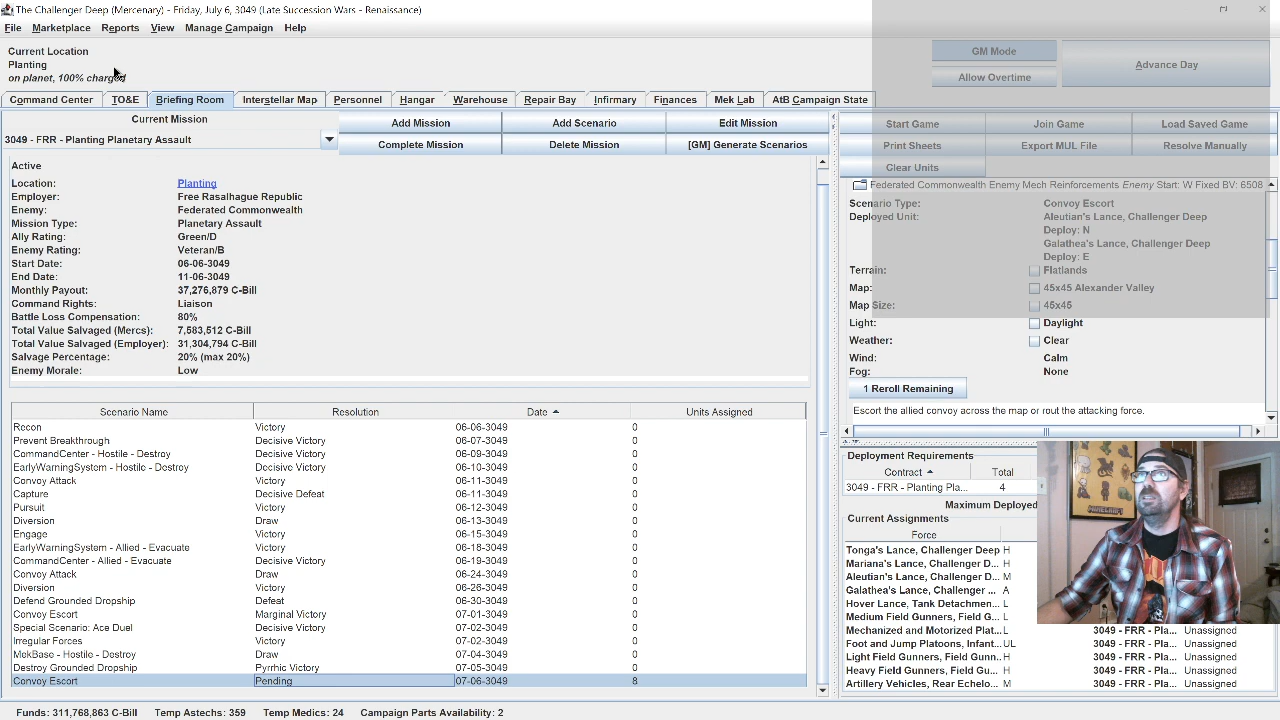 The Challenger Deep (Mercenary) - Friday, July 6, 3049 (Late Succession Wars - Renaissance)
File Marketplace Reports View Manage Campaign Help
Current Location
Planting
on planet, 100% charged
GM Mode
Advance Day
Allow Overtime
Command Center TO&E Briefing Room Interstellar Map Personnel Hangar Warehouse Repair Bay Infirmary Finances Mek Lab AtB Campaign State
Current Mission
3049 - FRR - Planting Planetary Assault
Add Mission Add Scenario Edit Mission
Complete Mission Delete Mission [GM] Generate Scenarios
Active
Location: Planting
Employer: Free Rasalhague Republic
Enemy: Federated Commonwealth
Mission Type: Planetary Assault
Ally Rating: Green/D
Enemy Rating: Veteran/B
Start Date: 06-06-3049
End Date: 11-06-3049
Monthly Payout: 37,276,879 C-Bill
Command Rights: Liaison
Battle Loss Compensation: 80%
Total Value Salvaged (Mercs): 7,583,512 C-Bill
Total Value Salvaged (Employer): 31,304,794 C-Bill
Salvage Percentage: 20% (max 20%)
Enemy Morale: Low
Scenario Name Resolution Date Units Assigned
Recon Victory 06-06-3049 0
Prevent Breakthrough Decisive Victory 06-07-3049 0
CommandCenter - Hostile - Destroy Decisive Victory 06-09-3049 0
EarlyWarningSystem - Hostile - Destroy Decisive Victory 06-10-3049 0
Convoy Attack Victory 06-11-3049 0
Capture Decisive Defeat 06-11-3049 0
Pursuit Victory 06-12-3049 0
Diversion Draw 06-13-3049 0
Engage Victory 06-15-3049 0
EarlyWarningSystem - Allied - Evacuate Victory 06-18-3049 0
CommandCenter - Allied - Evacuate Decisive Victory 06-19-3049 0
Convoy Attack Draw 06-24-3049 0
Diversion Victory 06-26-3049 0
Defend Grounded Dropship Defeat 06-30-3049 0
Convoy Escort Marginal Victory 07-01-3049 0
Special Scenario: Ace Duel Decisive Victory 07-02-3049 0
Irregular Forces Victory 07-02-3049 0
MekBase - Hostile - Destroy Draw 07-04-3049 0
Destroy Grounded Dropship Pyrrhic Victory 07-05-3049 0
Convoy Escort Pending 07-06-3049 8
Funds: 311,768,863 C-Bill Temp Astechs: 359 Temp Medics: 24 Campaign Parts Availability: 2
Start Game Join Game Load Saved Game
Print Sheets Export MUL File Resolve Manually
Clear Units
Federated Commonwealth Enemy Mech Reinforcements Enemy Start: W Fixed BV: 6508
Scenario Type: Convoy Escort
Deployed Unit: Aleutian's Lance, Challenger Deep
Deploy: N
Galathea's Lance, Challenger Deep
Deploy: E
Terrain: Flatlands
Map: 45x45 Alexander Valley
Map Size: 45x45
Light: Daylight
Weather: Clear
Wind: Calm
Fog: None
1 Reroll Remaining
Escort the allied convoy across the map or rout the attacking force.
Deployment Requirements
Contract Total
3049 - FRR - Planting Pla... 4
Maximum Deployed
Current Assignments
Force
Tonga's Lance, Challenger Deep H
Mariana's Lance, Challenger D... H
Aleutian's Lance, Challenger D... M
Galathea's Lance, Challenger ... A
Hover Lance, Tank Detachmen... L
Medium Field Gunners, Field G... L
Mechanized and Motorized Plat... L 3049 - FRR - Pla... Unassigned
Foot and Jump Platoons, Infant... UL 3049 - FRR - Pla... Unassigned
Light Field Gunners, Field Gunn... L 3049 - FRR - Pla... Unassigned
Heavy Field Gunners, Field Gu... L 3049 - FRR - Pla... Unassigned
Artillery Vehicles, Rear Echelo... M 3049 - FRR - Pla... Unassigned